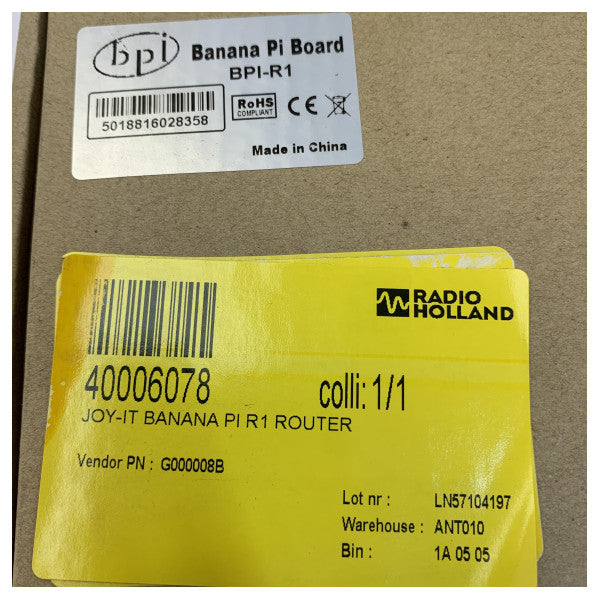 bpi
Banana Pi Board
BPI-R1
5018816028358
RoHS
COMPLIANT
CE
Made in China
RADIO
HOLLAND
40006078
colli: 1/1
JOY-IT BANANA PI R1 ROUTER
Vendor PN : G000008B
Lot nr : LN57104197
Warehouse : ANT010
Bin : 1A 05 05